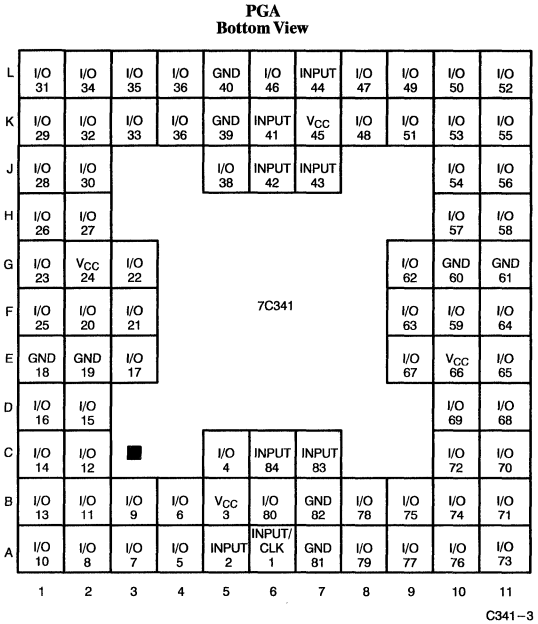 PGA
Bottom View
L I/O I/O I/O I/O GND I/O INPUT I/O I/O I/O I/O
31 34 35 36 40 46 44 47 49 50 52
K I/O I/O I/O I/O GND INPUT VCC I/O I/O I/O I/O
29 32 33 36 39 41 45 48 51 53 55
J I/O I/O I/O INPUT INPUT I/O I/O
28 30 38 42 43 54 56
H I/O I/O I/O I/O
26 27 57 58
G I/O VCC I/O I/O GND GND
23 24 22 62 60 61
7C341
F I/O I/O I/O I/O I/O I/O
25 20 21 63 59 64
E GND GND I/O I/O VCC I/O
18 19 17 67 66 65
D I/O I/O I/O I/O
16 15 69 68
C I/O I/O I/O INPUT INPUT I/O I/O
14 12 4 84 83 72 70
B I/O I/O I/O I/O VCC I/O GND I/O I/O I/O I/O
13 11 9 6 3 80 82 78 75 74 71
A I/O I/O I/O I/O INPUT INPUT/CLK GND I/O I/O I/O I/O
10 8 7 5 2 1 81 79 77 76 73
1 2 3 4 5 6 7 8 9 10 11
C341–3